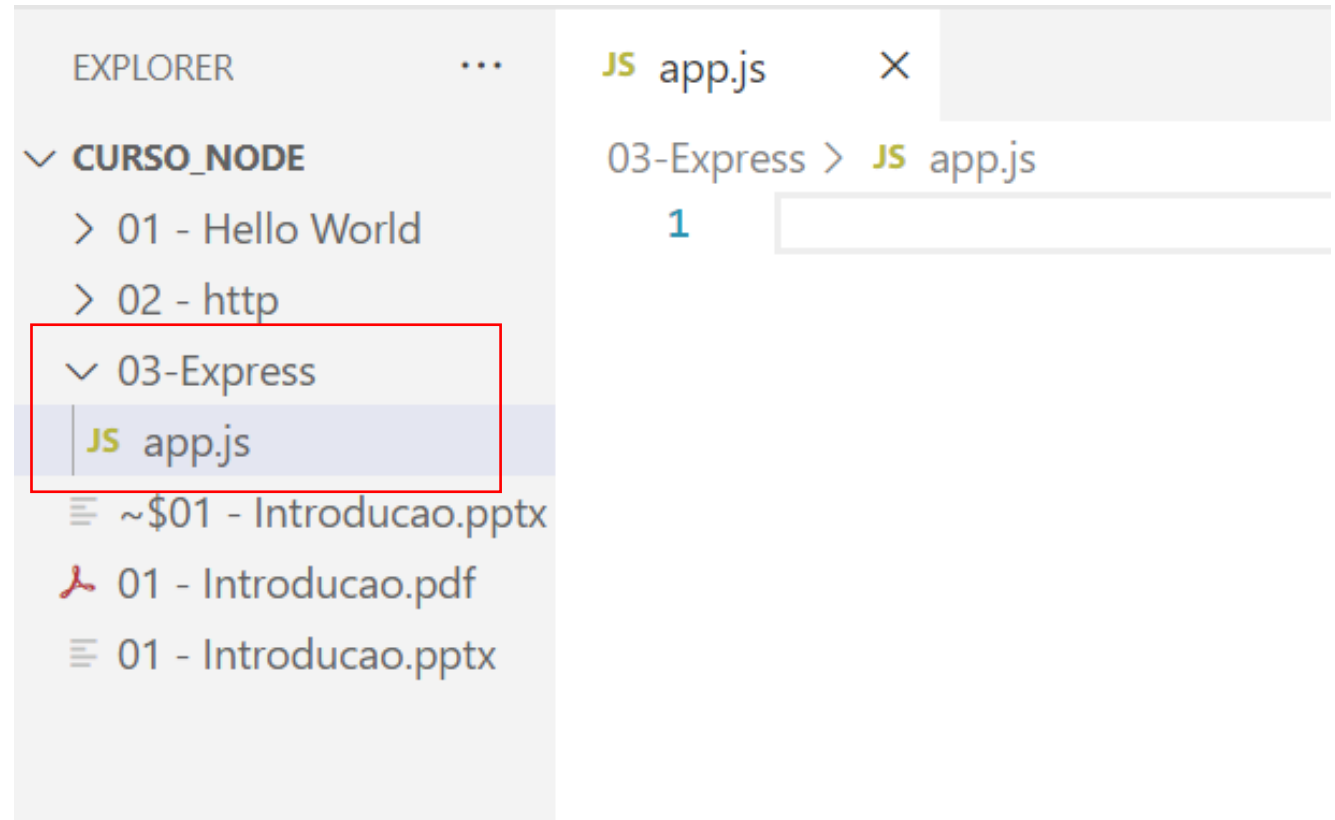 EXPLORER ...
CURSO_NODE
01 - Hello World
02 - http
03-Express
JS app.js
~$01 - Introducao.pptx
01 - Introducao.pdf
01 - Introducao.pptx
JS app.js
03-Express > JS app.js
1